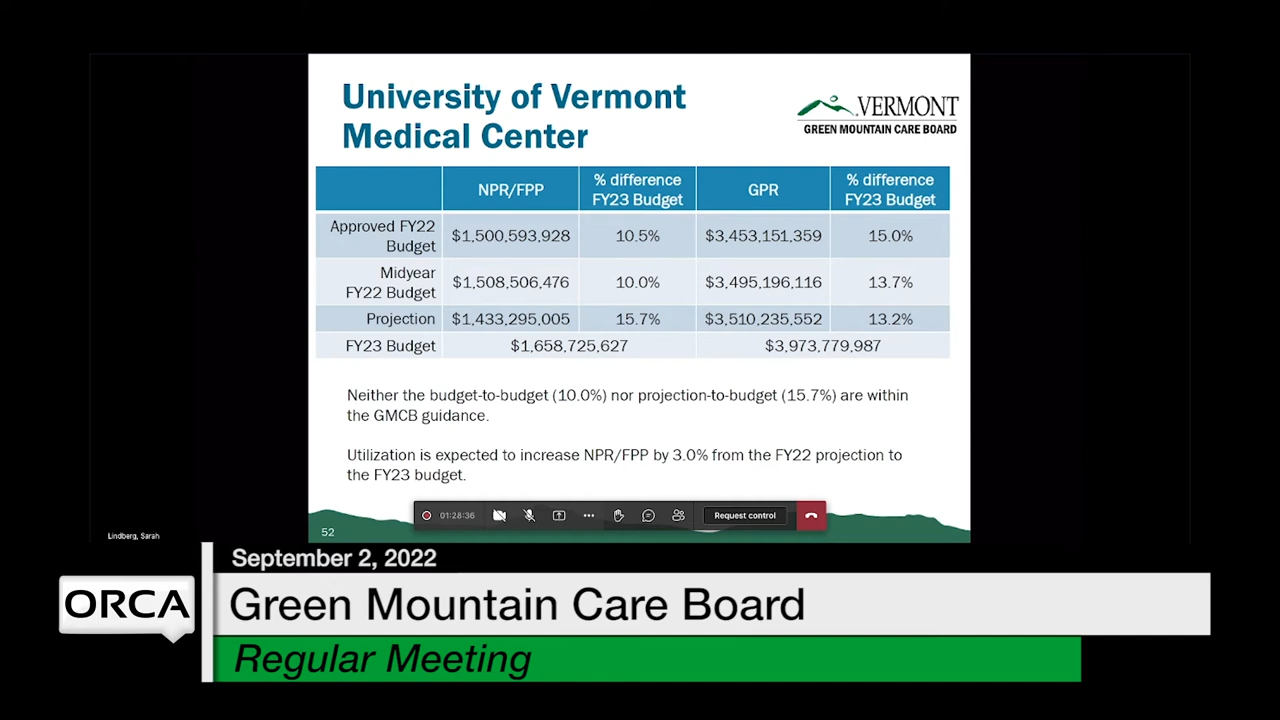 University of Vermont
Medical Center
VERMONT
GREEN MOUNTAIN CARE BOARD
NPR/FPP % difference FY23 Budget GPR % difference FY23 Budget
Approved FY22 Budget $1,500,593,928 10.5% $3,453,151,359 15.0%
Midyear FY22 Budget $1,508,506,476 10.0% $3,495,196,116 13.7%
Projection $1,433,295,005 15.7% $3,510,235,552 13.2%
FY23 Budget $1,658,725,627 $3,973,779,987
Neither the budget-to-budget (10.0%) nor projection-to-budget (15.7%) are within
the GMCB guidance.
Utilization is expected to increase NPR/FPP by 3.0% from the FY22 projection to
the FY23 budget.
01:28:36 Request control
52
Lindberg, Sarah
September 2, 2022
ORCA
Green Mountain Care Board
Regular Meeting